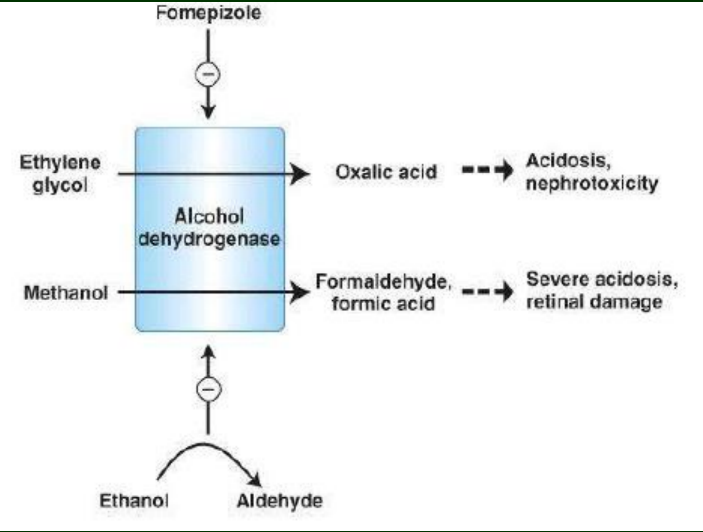 Fomepizole
−
Ethylene
glycol
Oxalic acid
Acidosis,
nephrotoxicity
Alcohol
dehydrogenase
Methanol
Formaldehyde,
formic acid
Severe acidosis,
retinal damage
−
Ethanol
Aldehyde